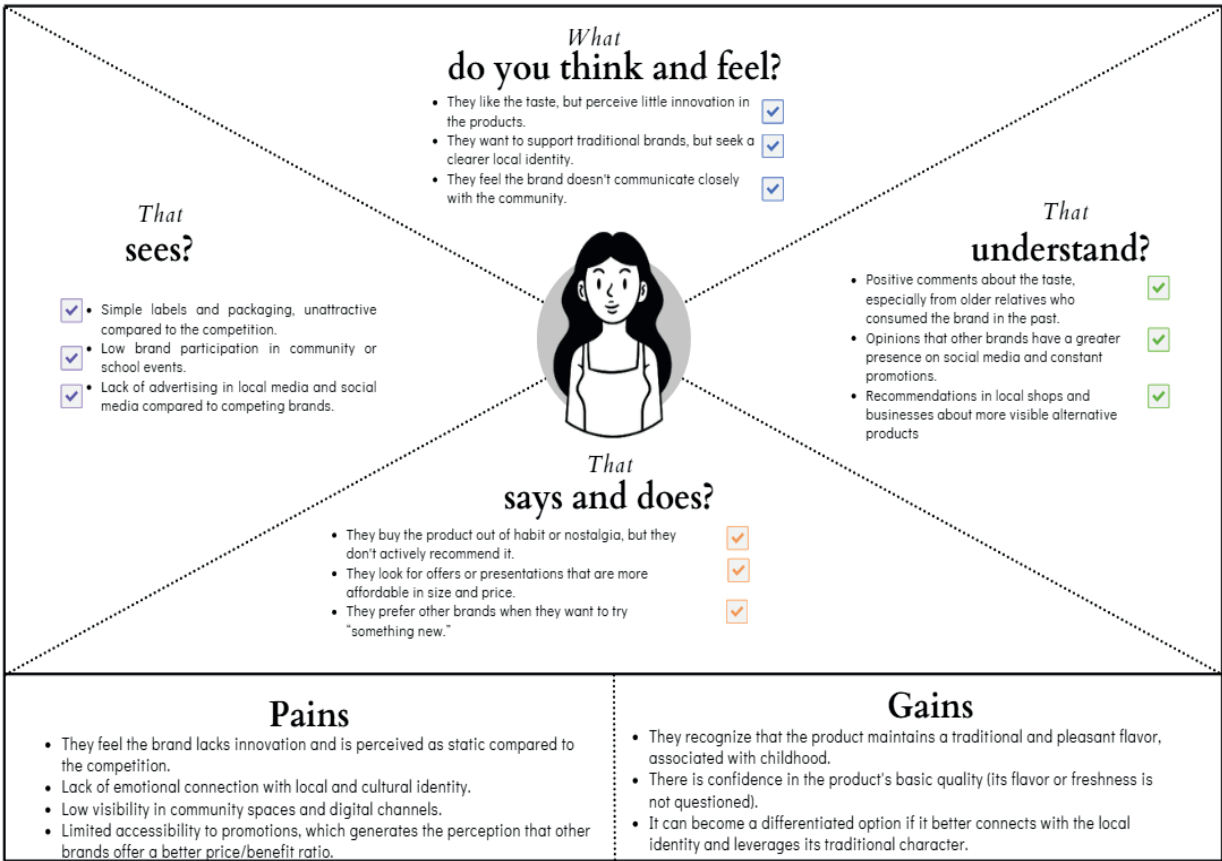 What
do you think and feel?
• They like the taste, but perceive little innovation in
the products.
• They want to support traditional brands, but seek a
clearer local identity.
• They feel the brand doesn't communicate closely
with the community.
That
sees?
• Simple labels and packaging, unattractive
compared to the competition.
• Low brand participation in community or
school events.
• Lack of advertising in local media and social
media compared to competing brands.
That
understand?
• Positive comments about the taste,
especially from older relatives who
consumed the brand in the past.
• Opinions that other brands have a greater
presence on social media and constant
promotions.
• Recommendations in local shops and
businesses about more visible alternative
products
That
says and does?
• They buy the product out of habit or nostalgia, but they
don't actively recommend it.
• They look for offers or presentations that are more
affordable in size and price.
• They prefer other brands when they want to try
"something new."
Pains
• They feel the brand lacks innovation and is perceived as static compared to
the competition.
• Lack of emotional connection with local and cultural identity.
• Low visibility in community spaces and digital channels.
• Limited accessibility to promotions, which generates the perception that other
brands offer a better price/benefit ratio.
Gains
• They recognize that the product maintains a traditional and pleasant flavor,
associated with childhood.
• There is confidence in the product's basic quality (its flavor or freshness is
not questioned).
• It can become a differentiated option if it better connects with the local
identity and leverages its traditional character.